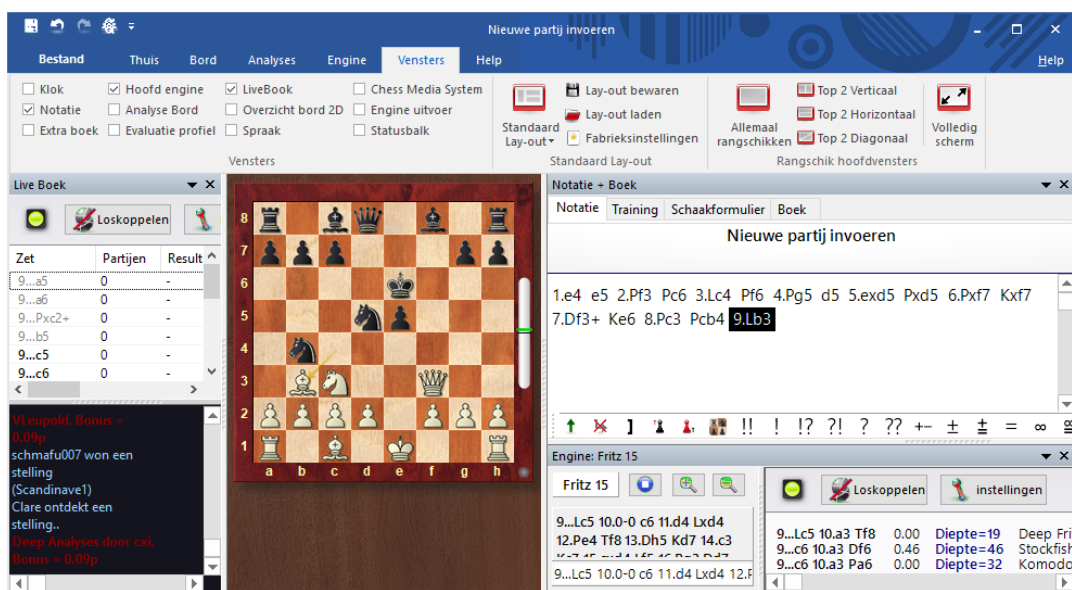 Nieuwe partij invoeren
Bestand Thuis Bord Analyses Engine Vensters Help Help
Klok Hoofd engine LiveBook Chess Media System
Notatie Analyse Bord Overzicht bord 2D Engine uitvoer
Extra boek Evaluatie profiel Spraak Statusbalk
Vensters
Standaard
Lay-out
Lay-out bewaren
Lay-out laden
Fabrieksinstellingen
Standaard Lay-out
Allemaal
rangschikken
Top 2 Verticaal
Top 2 Horizontaal
Top 2 Diagonaal
Volledig
scherm
Rangschik hoofdvensters
Live Boek
Loskoppelen
Zet Partijen Result
9...a5 0 -
9...a6 0 -
9...Pxc2+ 0 -
9...b5 0 -
9...c5 0 -
9...c6 0 -
VLeupold, Bonus =
0.09p
schmafu007 won een
stelling
(Scandinave1)
Clare ontdekt een
stelling..
Deep Analyses door cxi,
Bonus = 0.09p
8
7
6
5
4
3
2
1
a b c d e f g h
Notatie + Boek
Notatie Training Schaakformulier Boek
Nieuwe partij invoeren
1.e4 e5 2.Pf3 Pc6 3.Lc4 Pf6 4.Pg5 d5 5.exd5 Pxd5 6.Pxf7 Kxf7
7.Df3+ Ke6 8.Pc3 Pcb4 9.Lb3
] !! ! !? ?! ? ?? +- ± ± = ∞
Engine: Fritz 15
Fritz 15
9...Lc5 10.0-0 c6 11.d4 Lxd4
12.Pe4 Tf8 13.Dh5 Kd7 14.c3
9...Lc5 10.0-0 c6 11.d4 Lxd4 12.P
Loskoppelen instellingen
9...Lc5 10.a3 Tf8 0.00 Diepte=19 Deep Fri
9...c6 10.a3 Df6 0.46 Diepte=46 Stockfish
9...c6 10.a3 Pa6 0.00 Diepte=32 Komodo